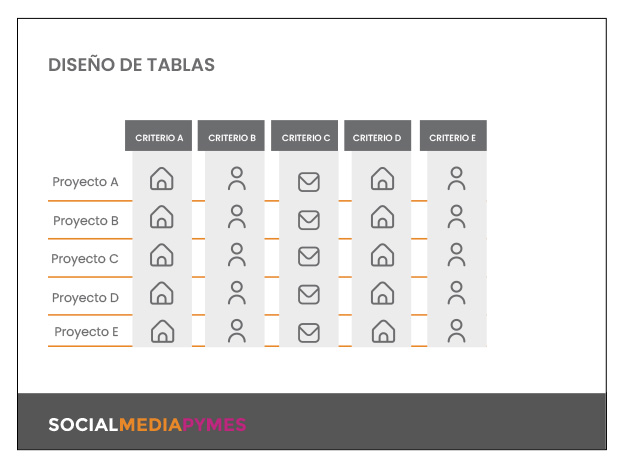 DISEÑO DE TABLAS
CRITERIO A CRITERIO B CRITERIO C CRITERIO D CRITERIO E
Proyecto A
Proyecto B
Proyecto C
Proyecto D
Proyecto E
SOCIALMEDIAPYMES